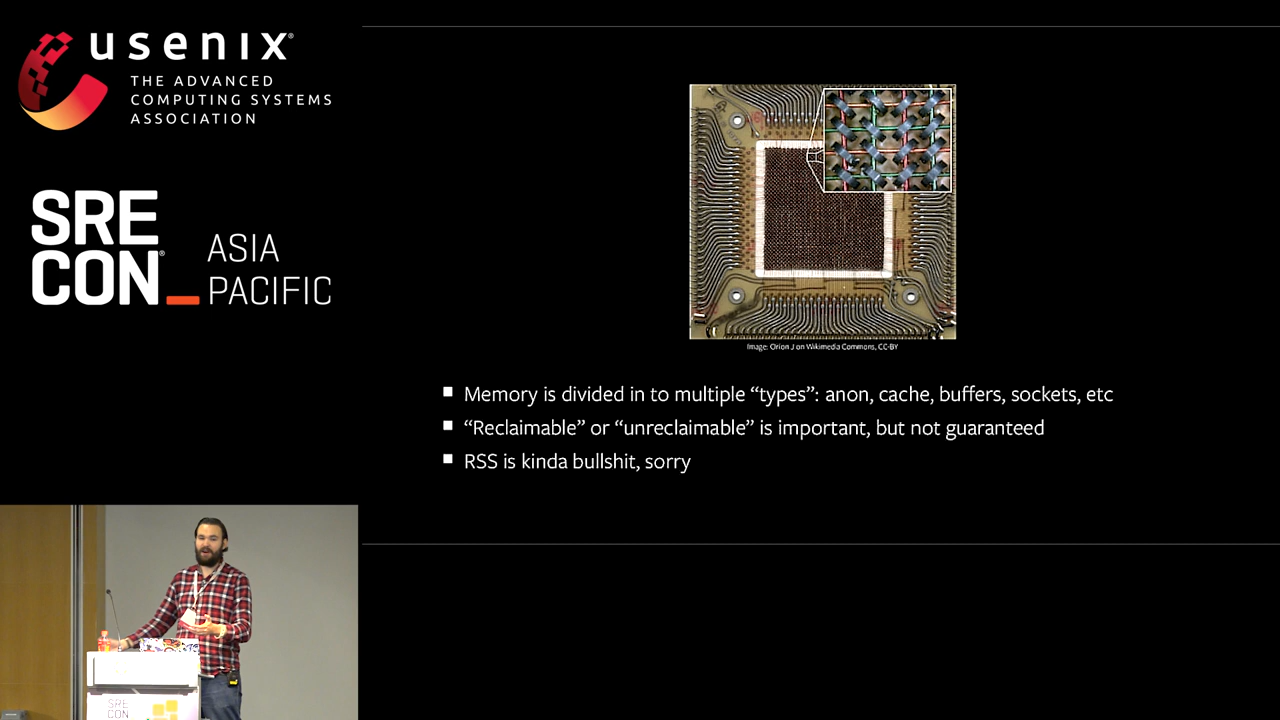 usenix®
THE ADVANCED
COMPUTING SYSTEMS
ASSOCIATION
SRE
CON®
ASIA
PACIFIC
Image: Orion J on Wikimedia Commons, CC-BY
■ Memory is divided in to multiple “types”: anon, cache, buffers, sockets, etc
■ “Reclaimable” or “unreclaimable” is important, but not guaranteed
■ RSS is kinda bullshit, sorry
SRE
CON